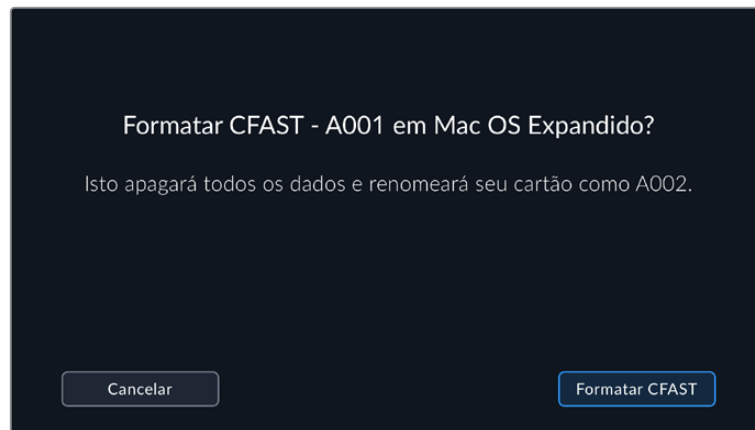 Formatar CFAST - A001 em Mac OS Expandido?
Isto apagará todos os dados e renomeará seu cartão como A002.
Cancelar
Formatar CFAST